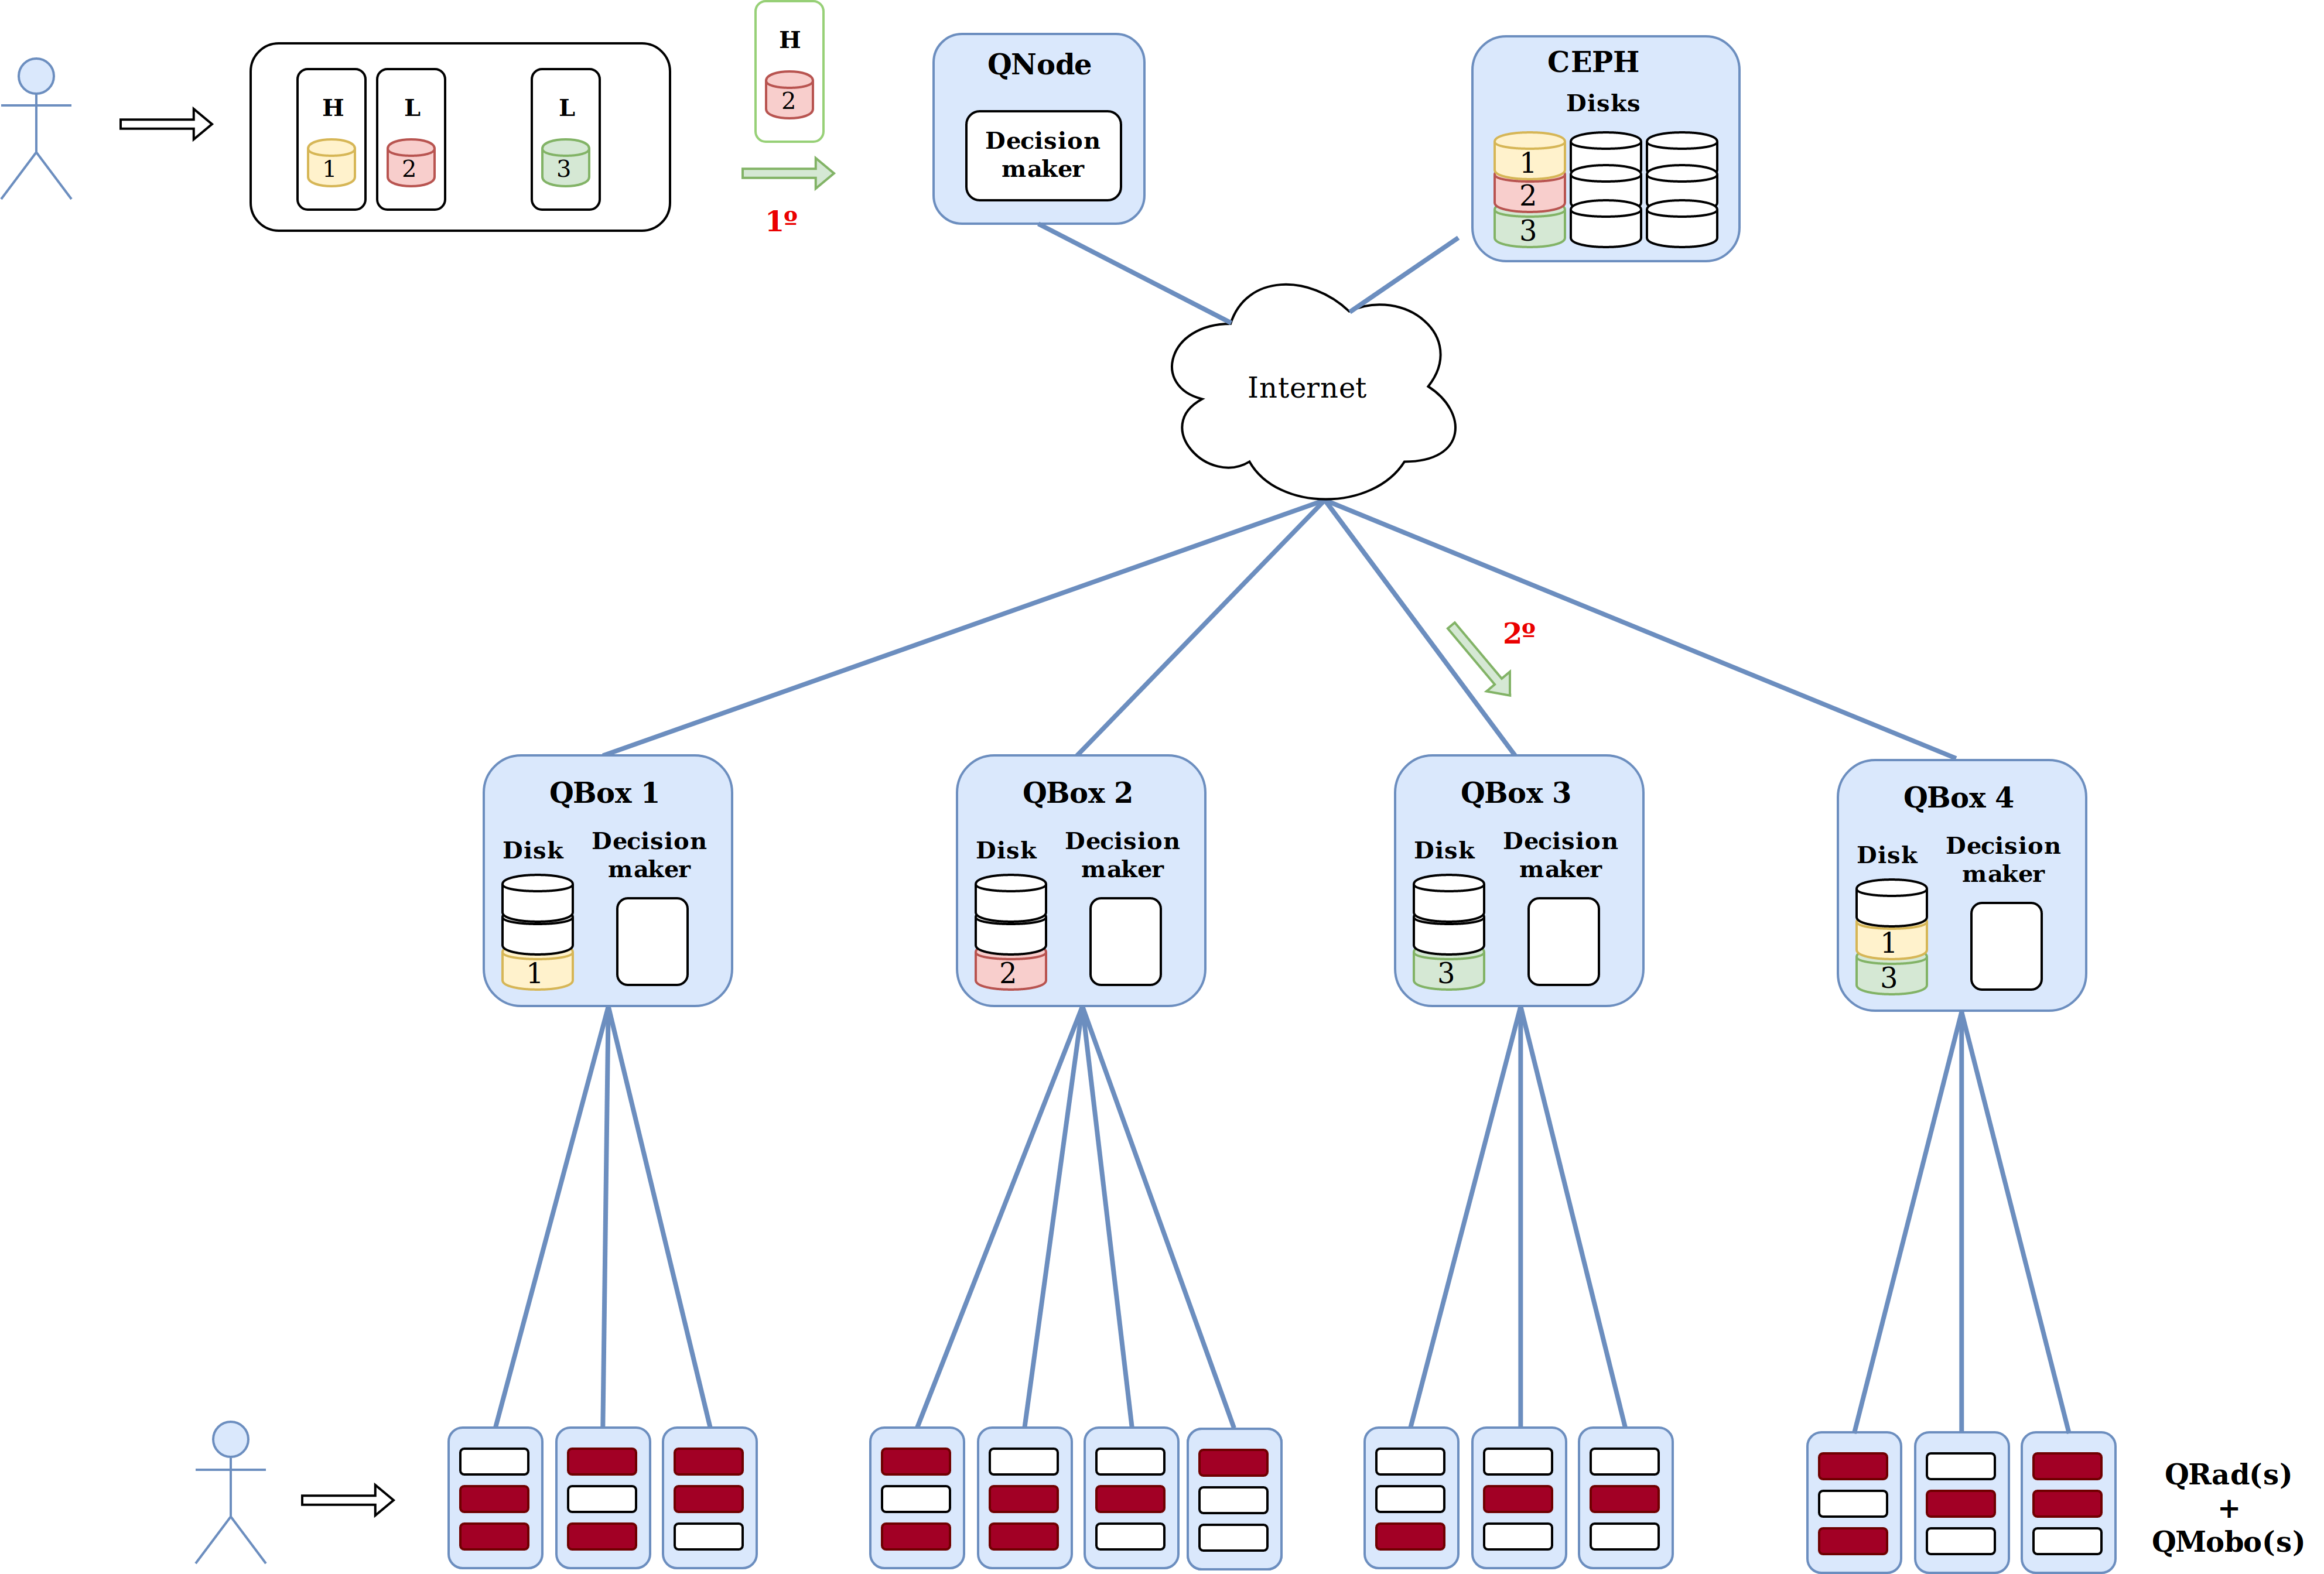 H
2
1º
H
1
L
2
L
3
QNode
Decision
maker
CEPH
Disks
1
2
3
Internet
2º
QBox 1
Disk
Decision
maker
1
QBox 2
Disk
Decision
maker
2
QBox 3
Disk
Decision
maker
3
QBox 4
Disk
Decision
maker
1
3
QRad(s)
+
QMobo(s)